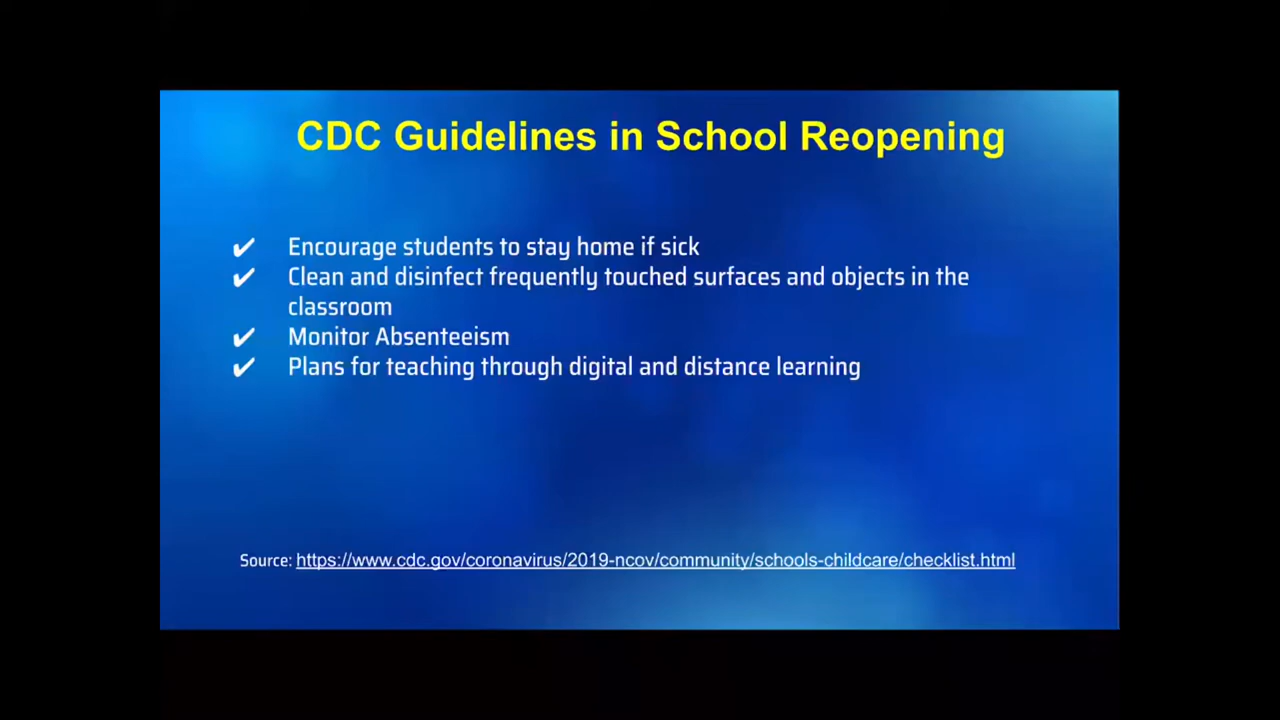 CDC Guidelines in School Reopening
✔ Encourage students to stay home if sick
✔ Clean and disinfect frequently touched surfaces and objects in the
classroom
✔ Monitor Absenteeism
✔ Plans for teaching through digital and distance learning
Source: https://www.cdc.gov/coronavirus/2019-ncov/community/schools-childcare/checklist.html